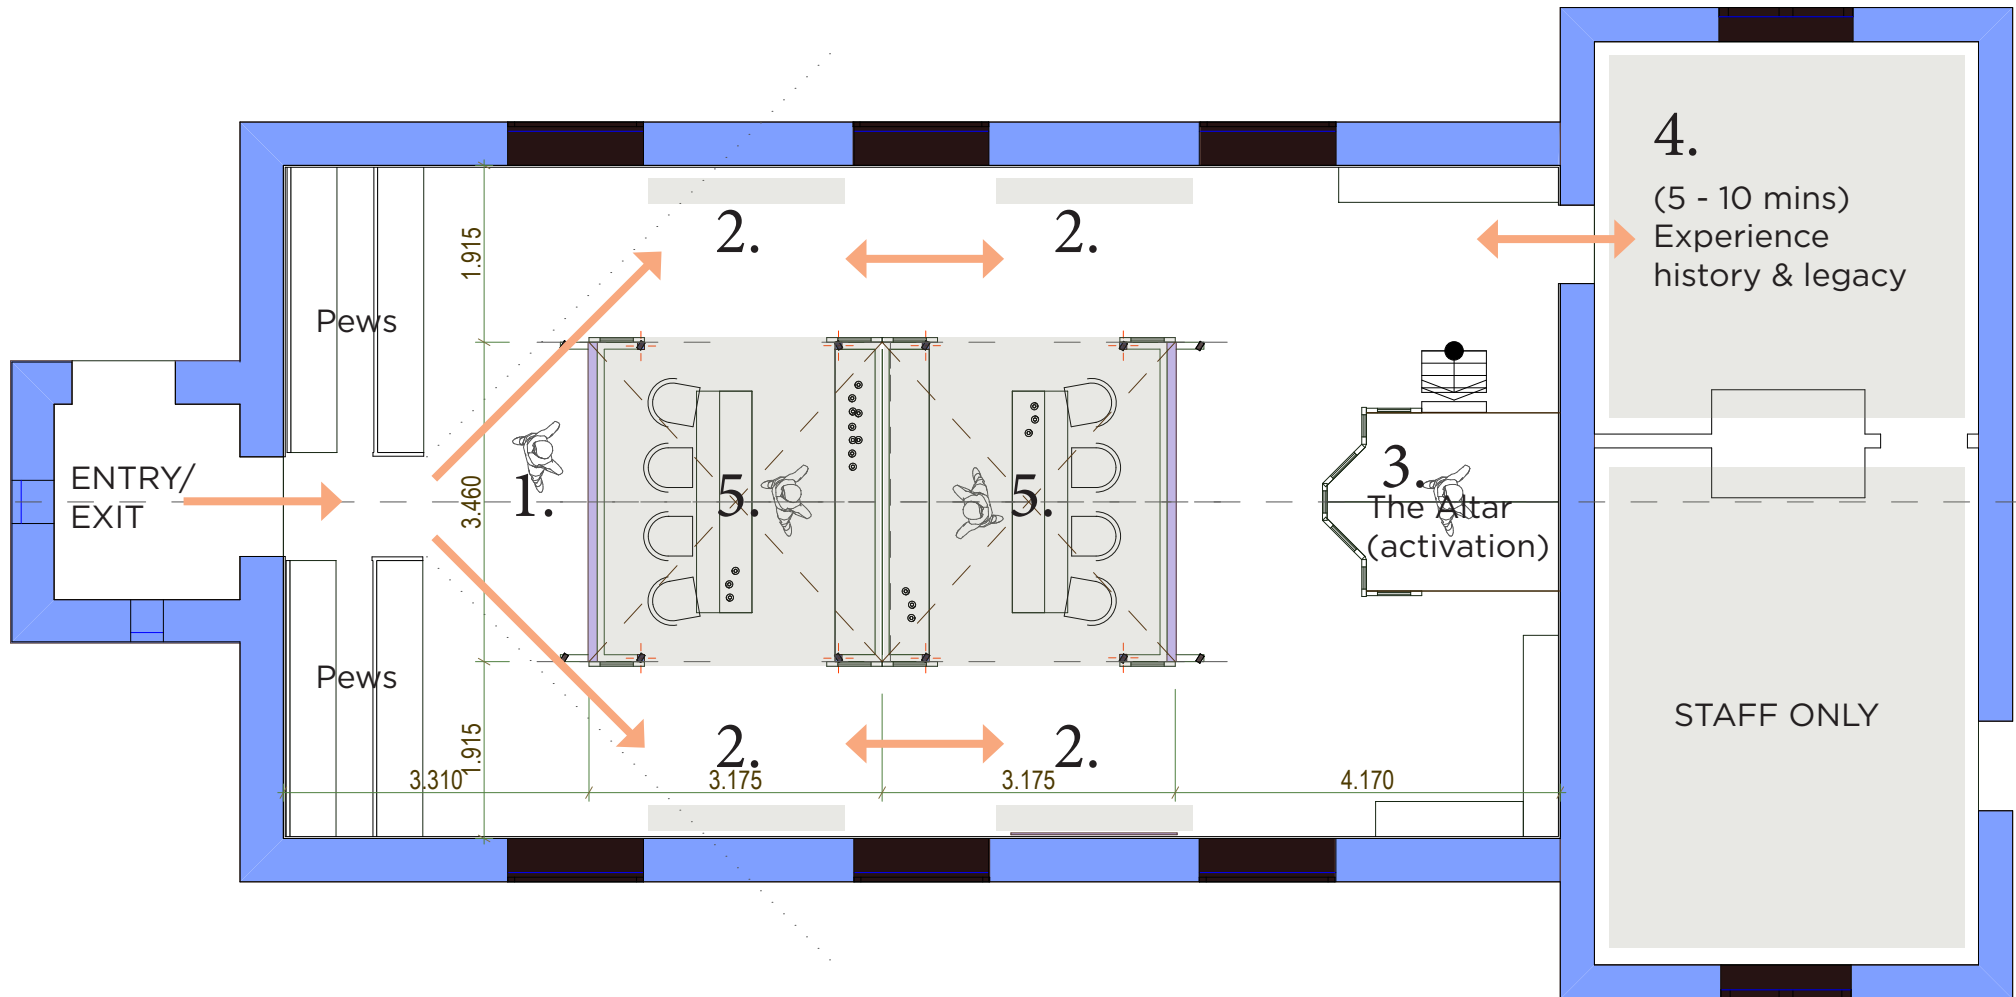 4.
(5 - 10 mins)
Experience
history & legacy
2.
2.
1.915
Pews
ENTRY/
EXIT
3.460
1.
5.
5.
3.
The Altar
(activation)
Pews
1.915
2.
2.
STAFF ONLY
3.310
3.175
3.175
4.170